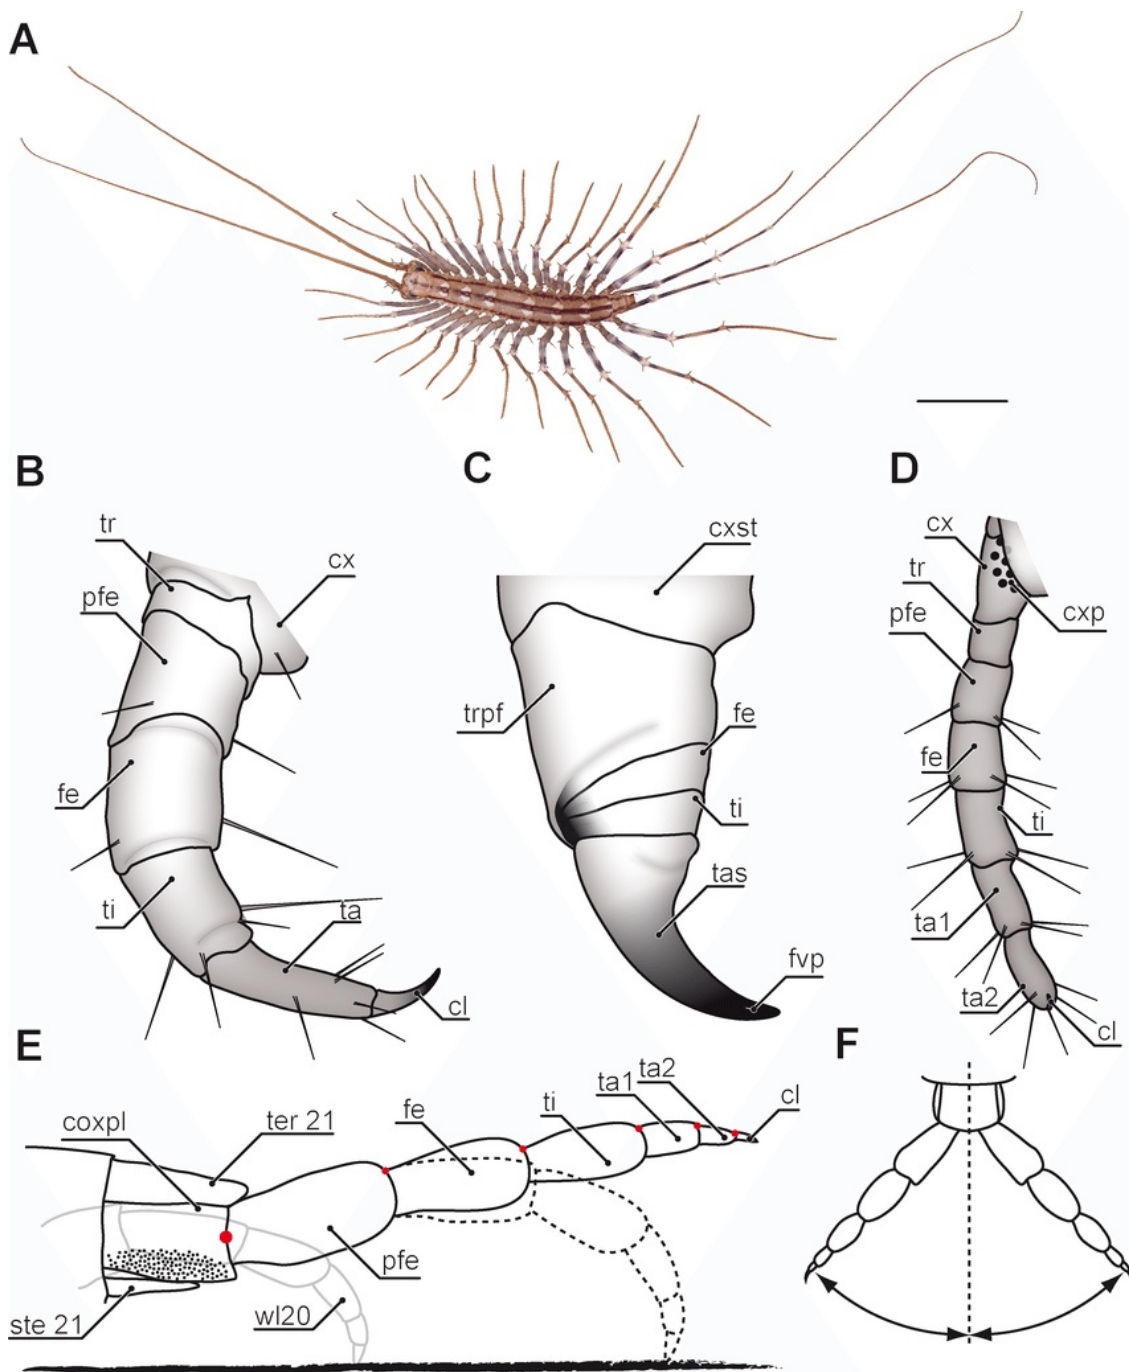 A
B
tr
cx
pfe
fe
ti
ta
cl
C
cxst
trpf
fe
ti
tas
fvp
D
cx
tr
cxp
pfe
fe
ti
ta1
ta2
cl
E
coxpl
ter 21
fe
ti
ta1
ta2
cl
pfe
ste 21
wl20
F